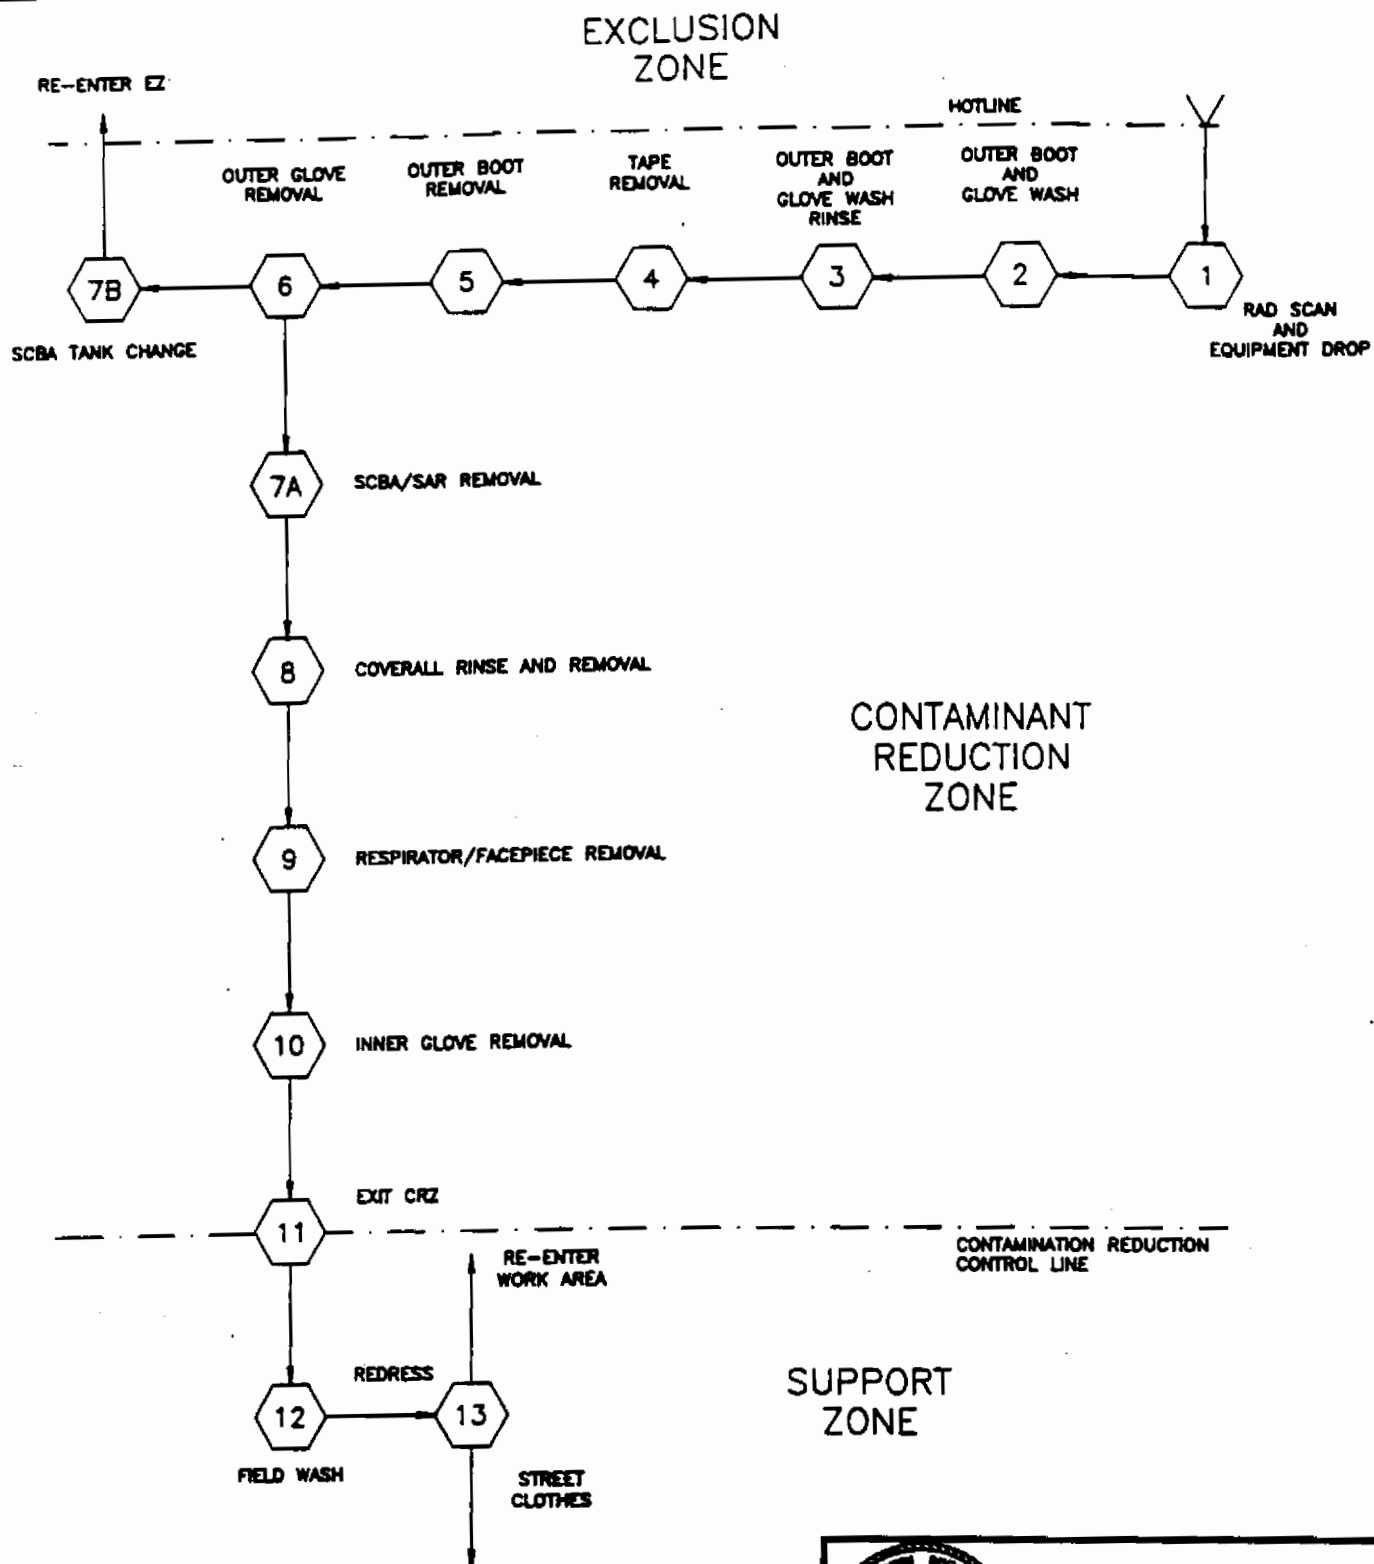 EXCLUSION
ZONE
RE-ENTER EZ
HOTLINE
OUTER GLOVE
REMOVAL
OUTER BOOT
REMOVAL
TAPE
REMOVAL
OUTER BOOT
AND
GLOVE WASH
RINSE
OUTER BOOT
AND
GLOVE WASH
7B
6
5
4
3
2
1
SCBA TANK CHANGE
RAD SCAN
AND
EQUIPMENT DROP
7A
SCBA/SAR REMOVAL
8
COVERALL RINSE AND REMOVAL
CONTAMINANT
REDUCTION
ZONE
9
RESPIRATOR/FACEPIECE REMOVAL
10
INNER GLOVE REMOVAL
EXIT CRZ
11
CONTAMINATION REDUCTION
CONTROL LINE
RE-ENTER
WORK AREA
REDRESS
12
13
SUPPORT
ZONE
FIELD WASH
STREET
CLOTHES